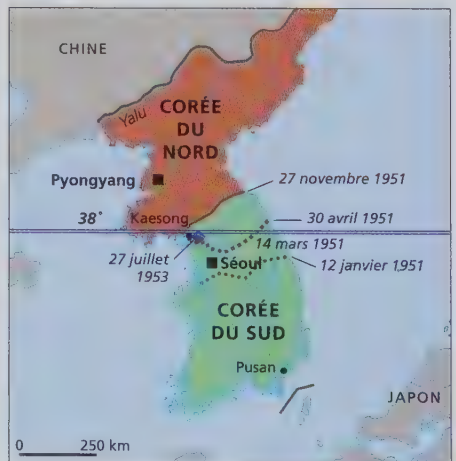 CHINE
Yalu
CORÉE
DU
NORD
Pyongyang
27 novembre 1951
38°
Kaesong
30 avril 1951
14 mars 1951
27 juillet
1953
12 janvier 1951
Séoul
CORÉE
DU SUD
Pusan
JAPON
0 250 km